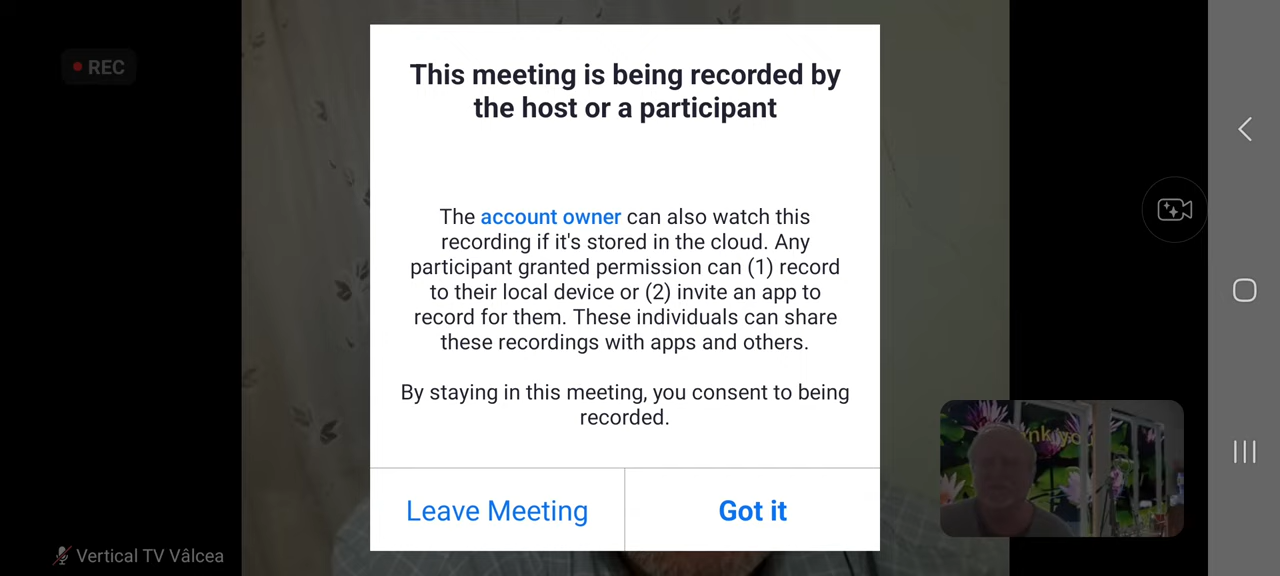 REC
This meeting is being recorded by
the host or a participant
The account owner can also watch this
recording if it's stored in the cloud. Any
participant granted permission can (1) record
to their local device or (2) invite an app to
record for them. These individuals can share
these recordings with apps and others.
By staying in this meeting, you consent to being
recorded.
Leave Meeting
Got it
Vertical TV Vâlcea